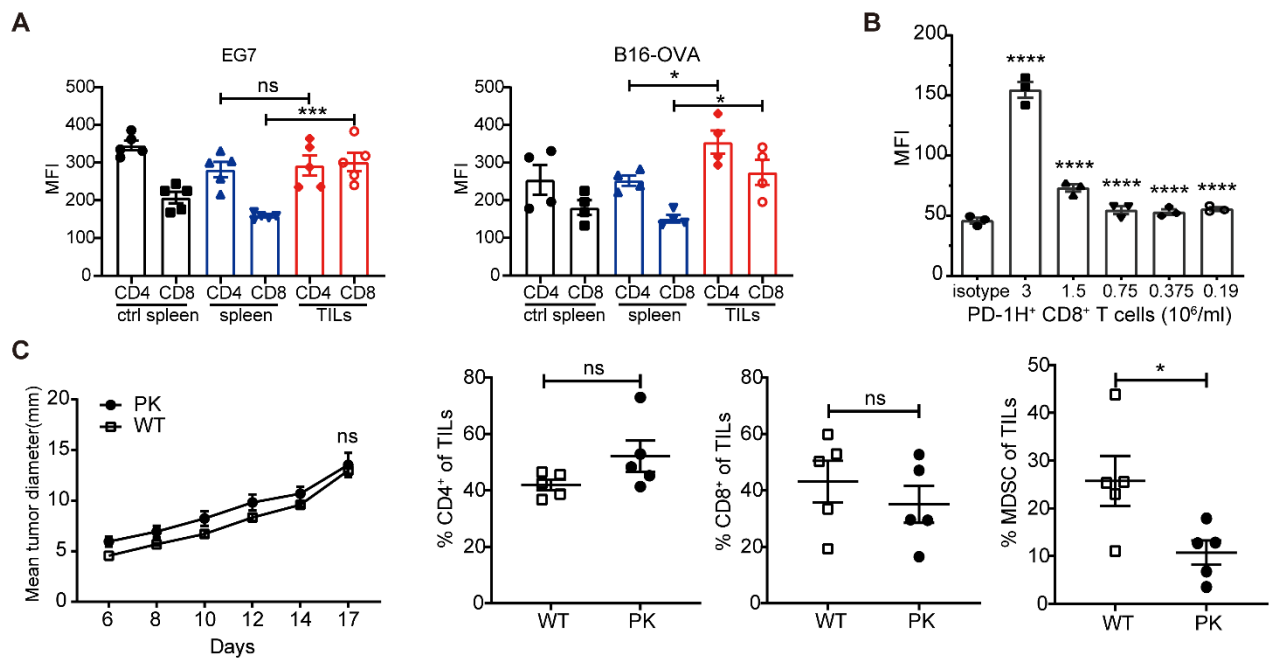 A
EG7
500
400
300
200
100
0
MFI
ns
***
CD4 CD8 CD4 CD8 CD4 CD8
ctrl spleen spleen TILs
B16-OVA
500
400
300
200
100
0
MFI
*
*
CD4 CD8 CD4 CD8 CD4 CD8
ctrl spleen spleen TILs
B
200
150
100
50
0
MFI
****
****
**** **** ****
isotype 3 1.5 0.75 0.375 0.19
PD-1H⁺ CD8⁺ T cells (10⁶/ml)
C
20
15
10
5
0
Mean tumor diameter(mm)
PK
WT
ns
6 8 10 12 14 17
Days
80
60
40
20
0
% CD4⁺ of TILs
ns
WT PK
80
60
40
20
0
% CD8⁺ of TILs
ns
WT PK
50
40
30
20
10
0
% MDSC of TILs
*
WT PK